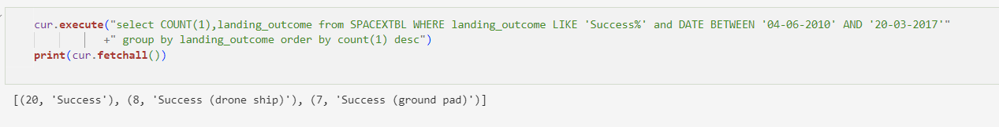 cur.execute("select COUNT(1),landing_outcome from SPACEXTBL WHERE landing_outcome LIKE 'Success%' and DATE BETWEEN '04-06-2010' AND '20-03-2017'"
+" group by landing_outcome order by count(1) desc")
print(cur.fetchall())
[(20, 'Success'), (8, 'Success (drone ship)'), (7, 'Success (ground pad)')]